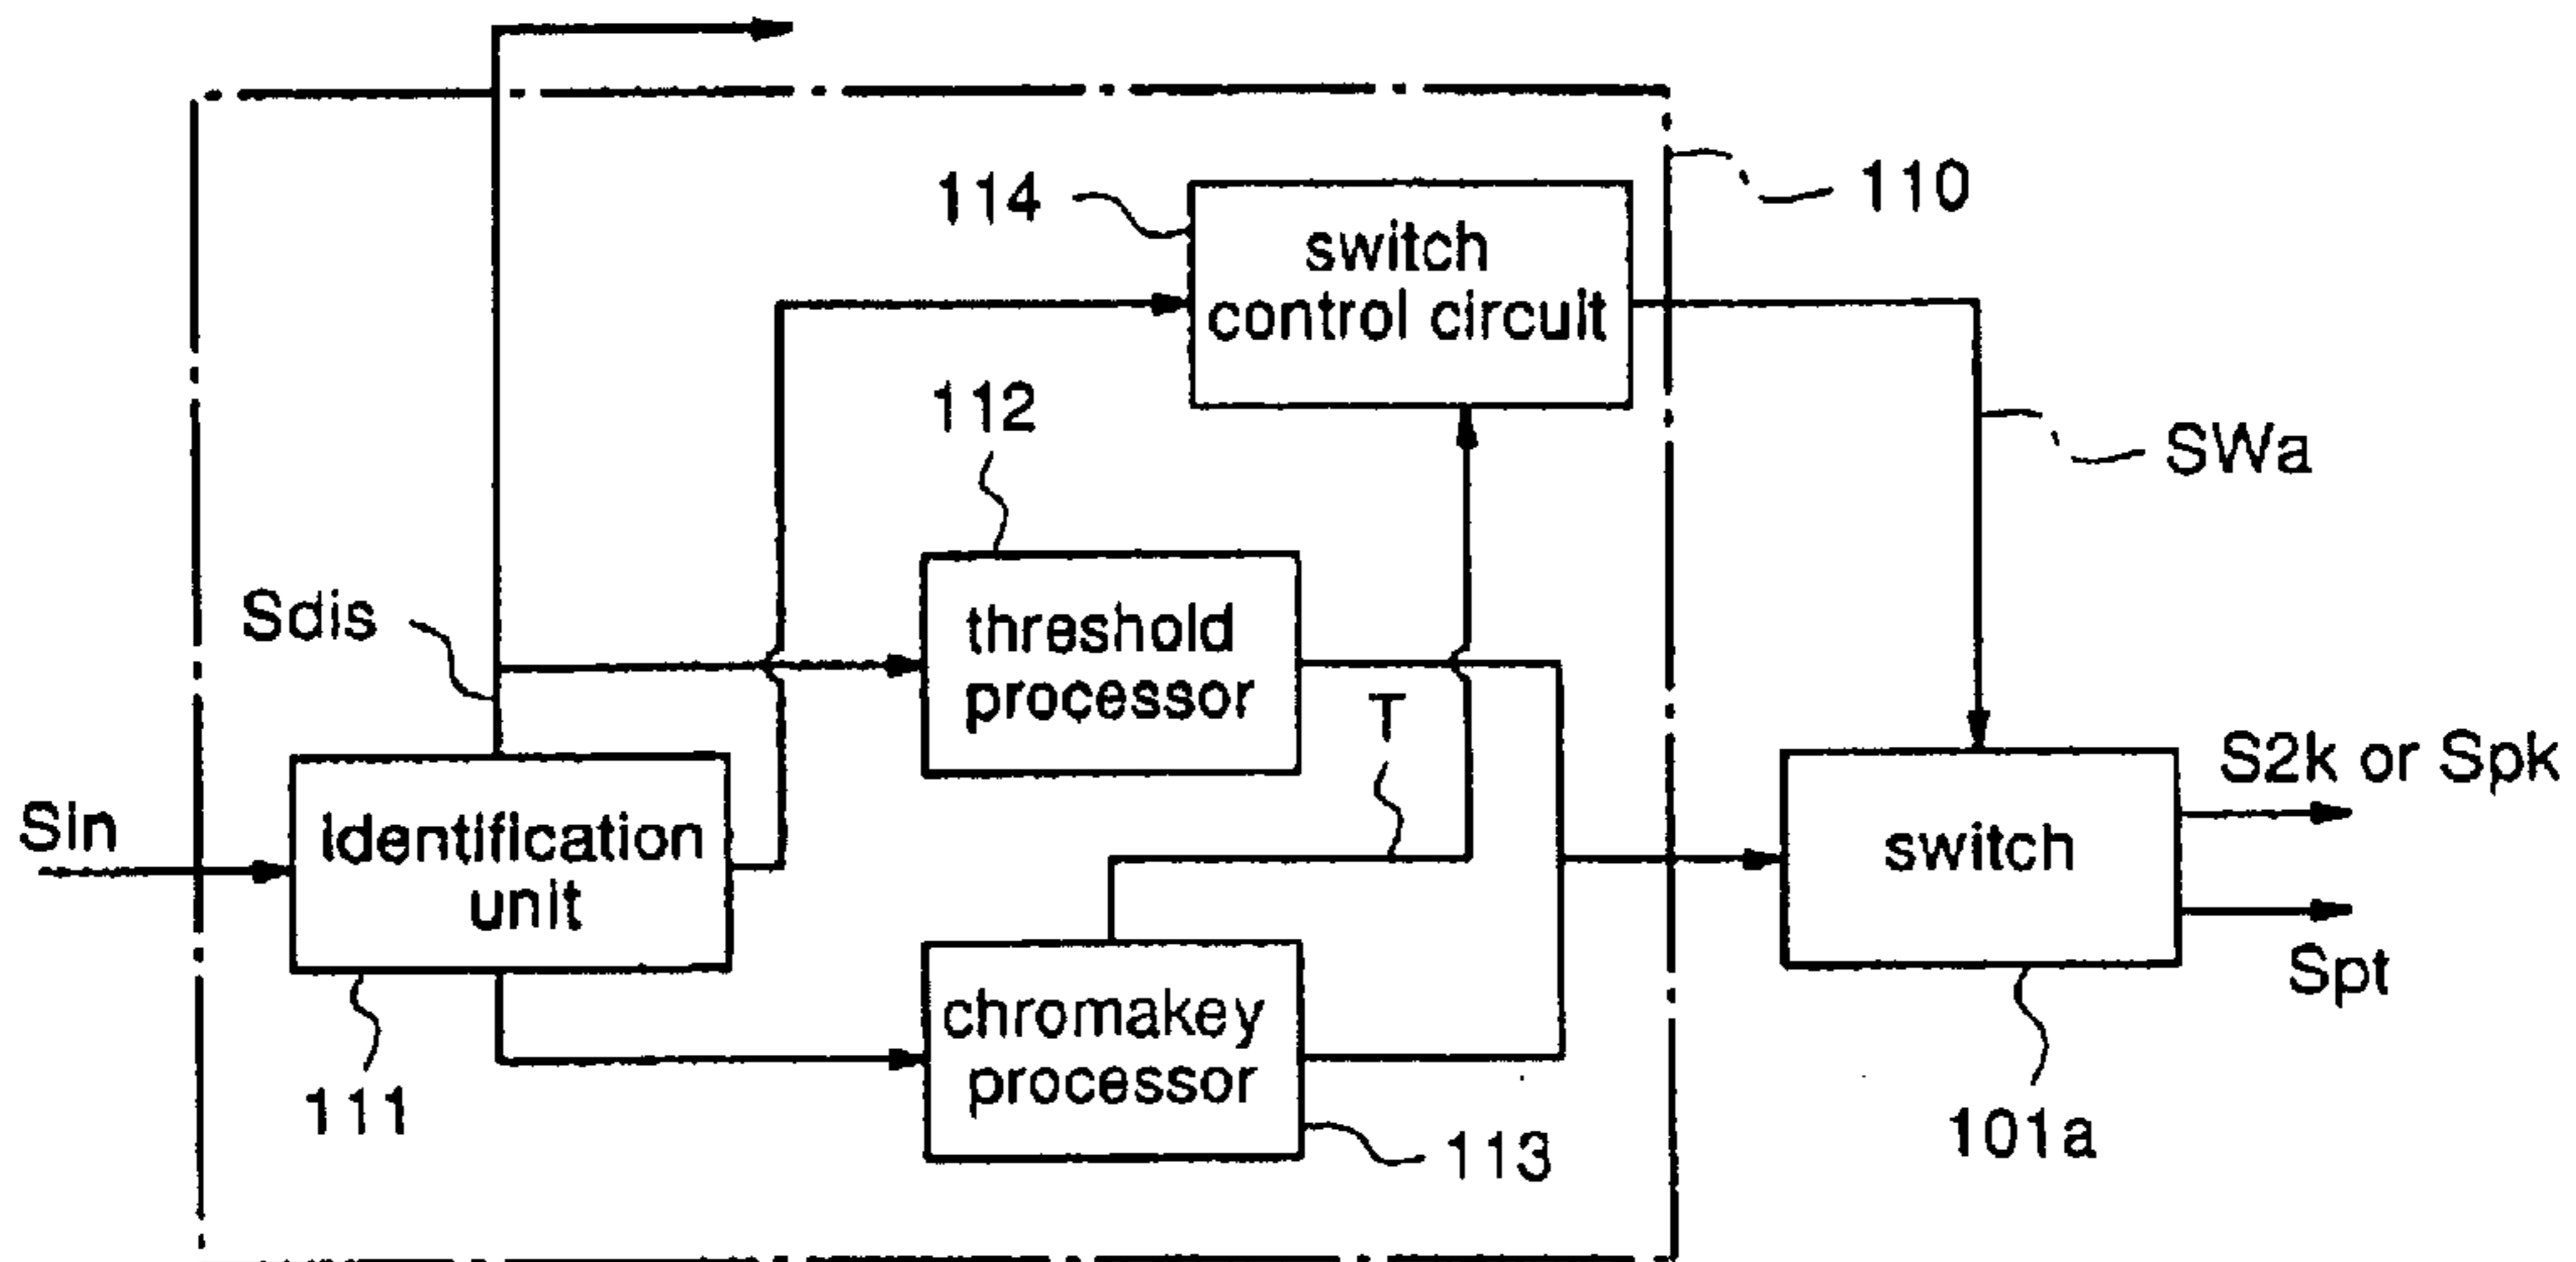 110
114
switch
control circuit
SWa
112
threshold
processor
Sdis
T
S2k or Spk
Sin
identification
unit
switch
Spt
chromakey
processor
111
113
101a